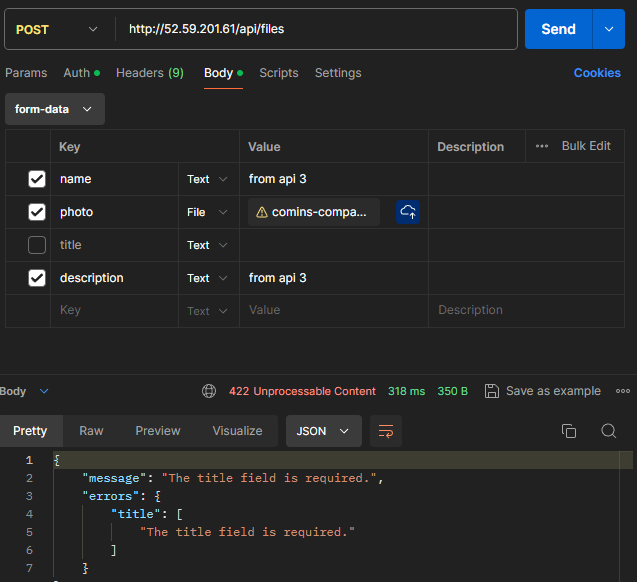 POST http://52.59.201.61/api/files Send
Params Auth Headers (9) Body Scripts Settings Cookies
form-data
Key Value Description Bulk Edit
name Text from api 3
photo File comins-compa...
title Text
description Text from api 3
Key Text Value Description
Body 422 Unprocessable Content 318 ms 350 B Save as example
Pretty Raw Preview Visualize JSON
1 {
2 "message": "The title field is required.",
3 "errors": {
4 "title": [
5 "The title field is required."
6 ]
7 }